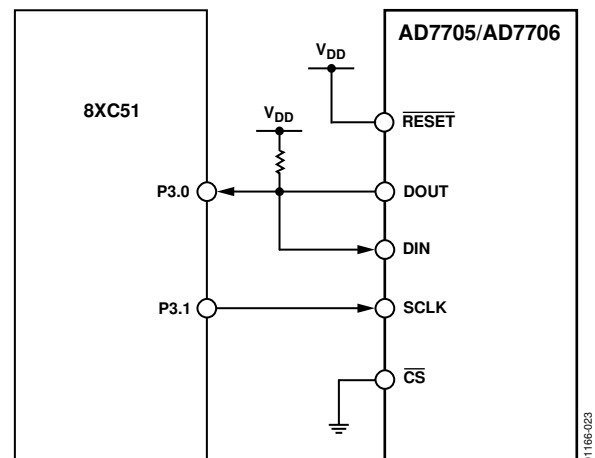 AD7705/AD7706
V_DD
8XC51
V_DD
RESET
P3.0
DOUT
DIN
P3.1
SCLK
CS
01166-023